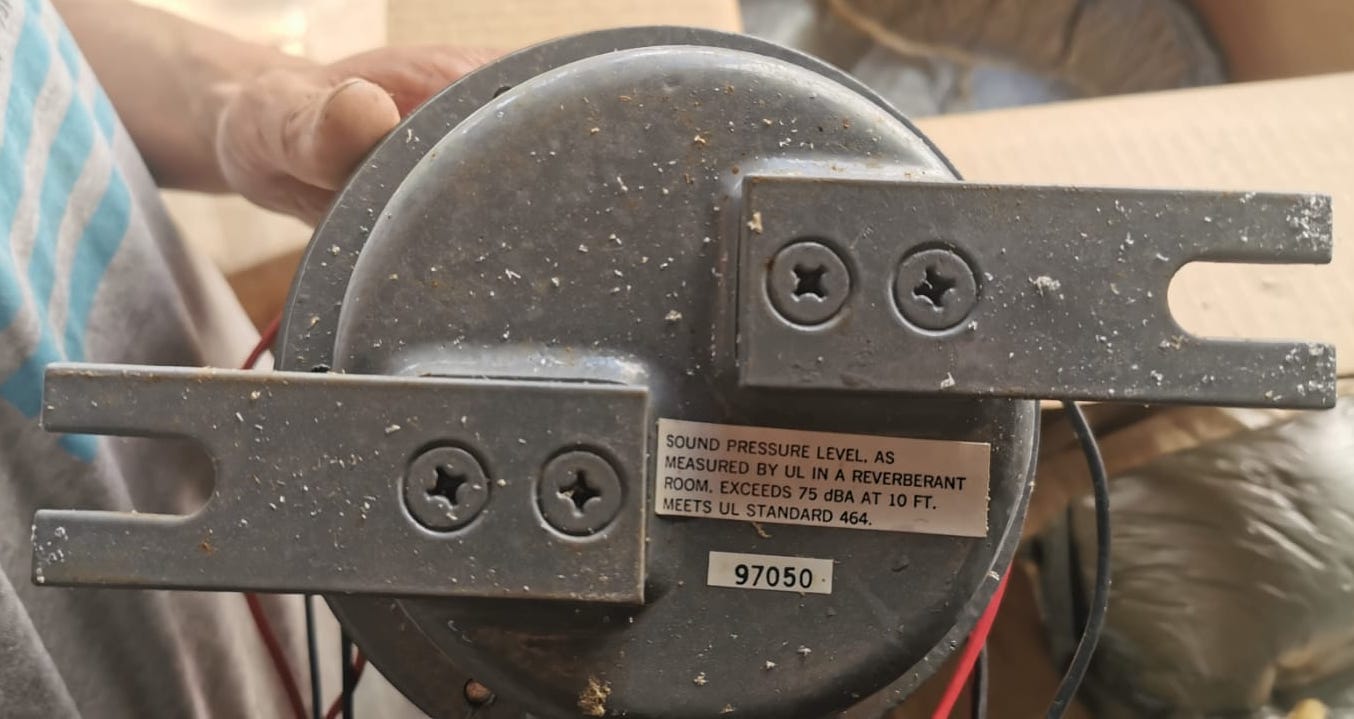 SOUND PRESSURE LEVEL, AS
MEASURED BY UL IN A REVERBERANT
ROOM, EXCEEDS 75 dBA AT 10 FT.
MEETS UL STANDARD 464.
97050